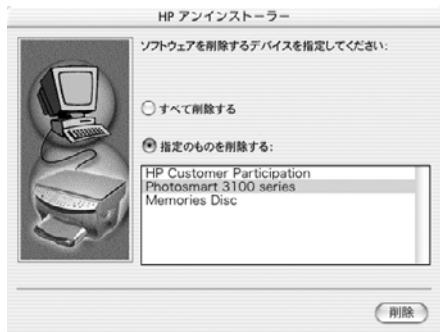 HP アンインストーラー
ソフトウェアを削除するデバイスを指定してください:
すべて削除する
指定のものを削除する:
HP Customer Participation
Photosmart 3100 series
Memories Disc
削除